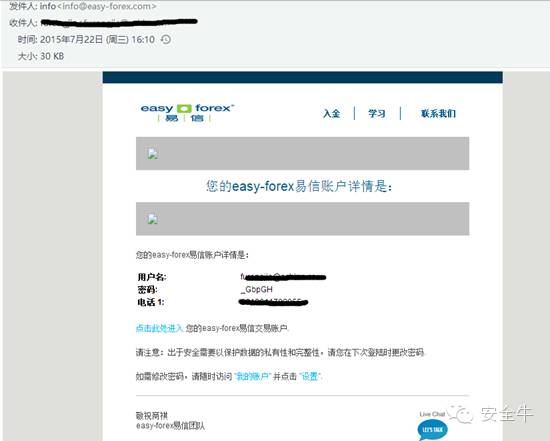 发件人: info<info@easy-forex.com>
收件人:
时间: 2015年7月22日 (周三) 16:10
大小: 30 KB
easy forex
易 信
入金 学习 联系我们
您的easy-forex易信账户详情是:
您的easy-forex易信账户详情是:
用户名:
密码: _GbpGH
电话 1:
点击此处进入 您的easy-forex易信交易账户.
请注意：出于安全需要以保护数据的私有性和完整性，请您在下次登陆时更改密码.
如需修改密码，请随时访问 "我的账户" 并点击 "设置".
敬祝商祺
easy-forex易信团队
Live Chat
LET'S TALK
安全牛